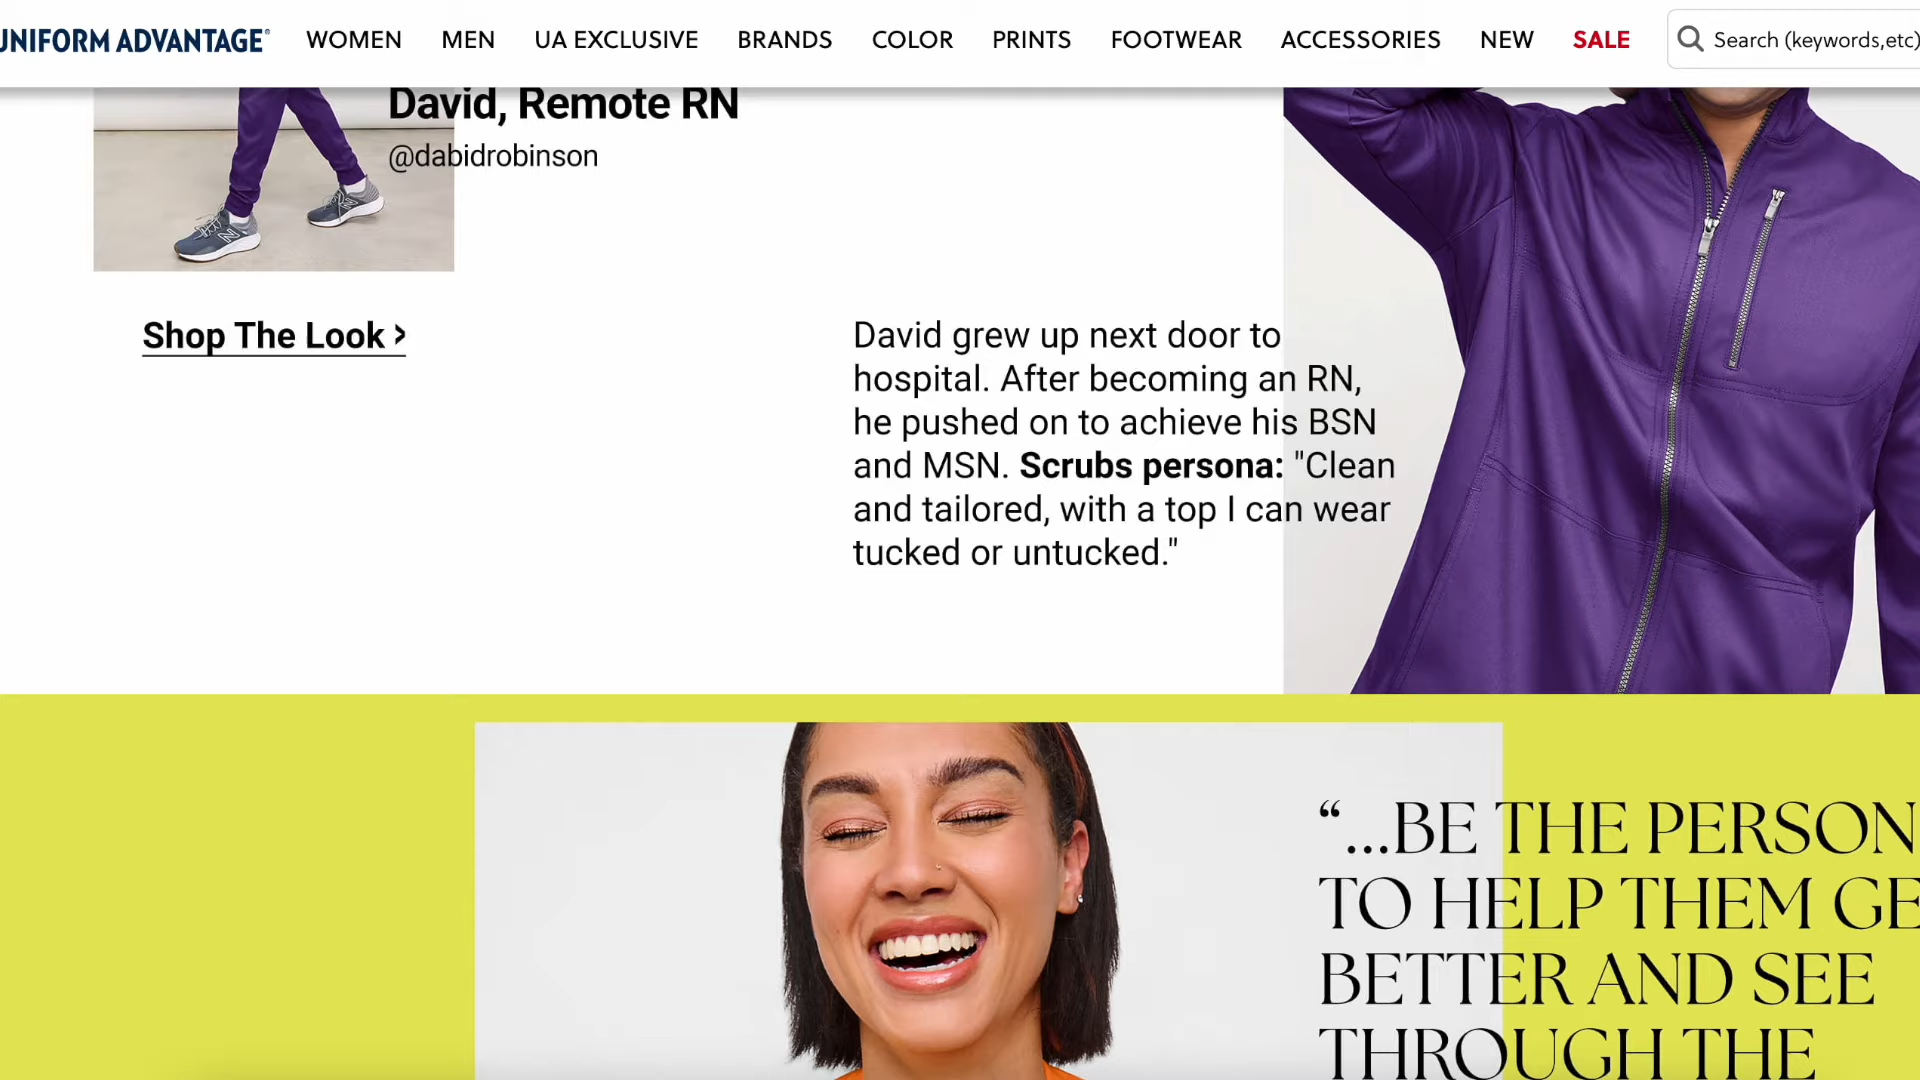 UNIFORM ADVANTAGE® WOMEN MEN UA EXCLUSIVE BRANDS COLOR PRINTS FOOTWEAR ACCESSORIES NEW SALE Search (keywords,etc)
David, Remote RN
@dabidrobinson
Shop The Look >
David grew up next door to
hospital. After becoming an RN,
he pushed on to achieve his BSN
and MSN. Scrubs persona: "Clean
and tailored, with a top I can wear
tucked or untucked."
“...BE THE PERSON
TO HELP THEM GE
BETTER AND SEE
THROUGH THE